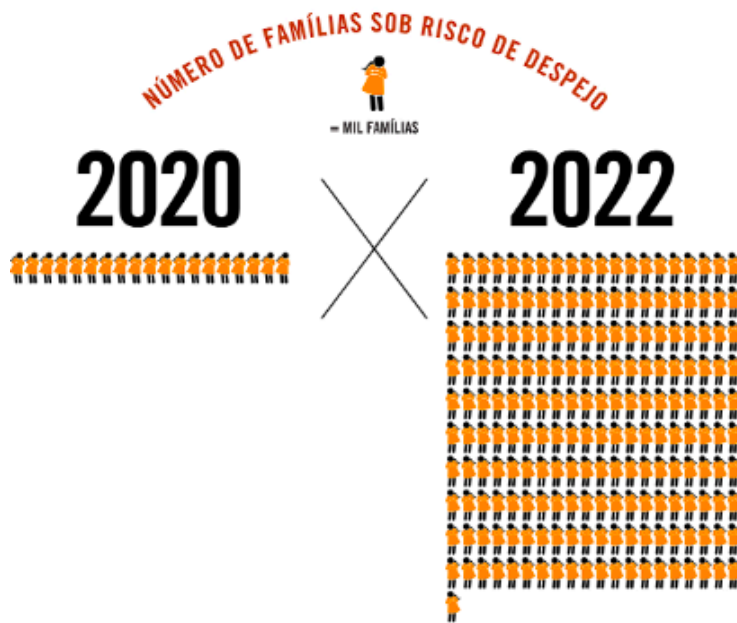 NÚMERO DE FAMÍLIAS SOB RISCO DE DESPEJO
= MIL FAMÍLIAS
2020
2022